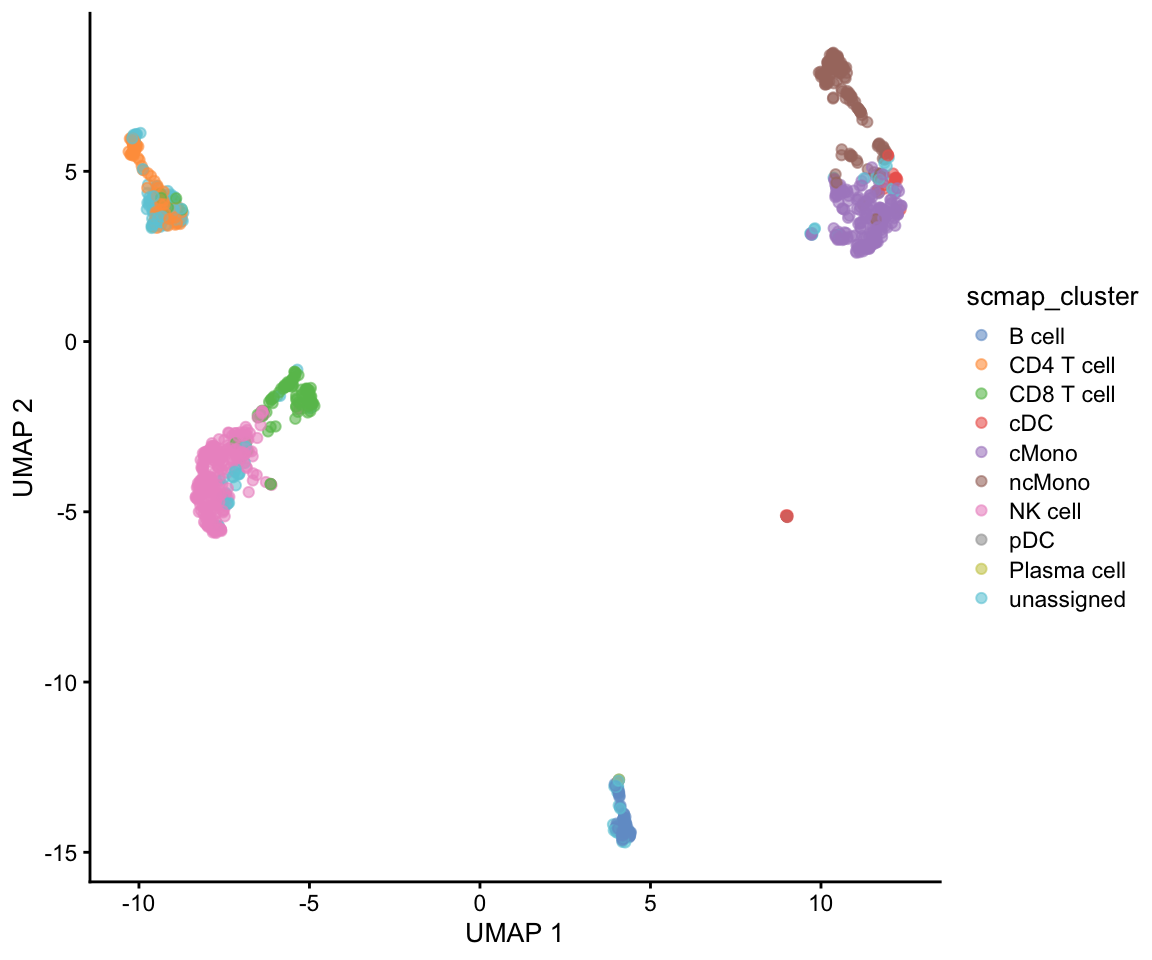 5
0
-5
-10
-15
UMAP 2
-10
-5
0
5
10
UMAP 1
scmap_cluster
B cell
CD4 T cell
CD8 T cell
cDC
cMono
ncMono
NK cell
pDC
Plasma cell
unassigned